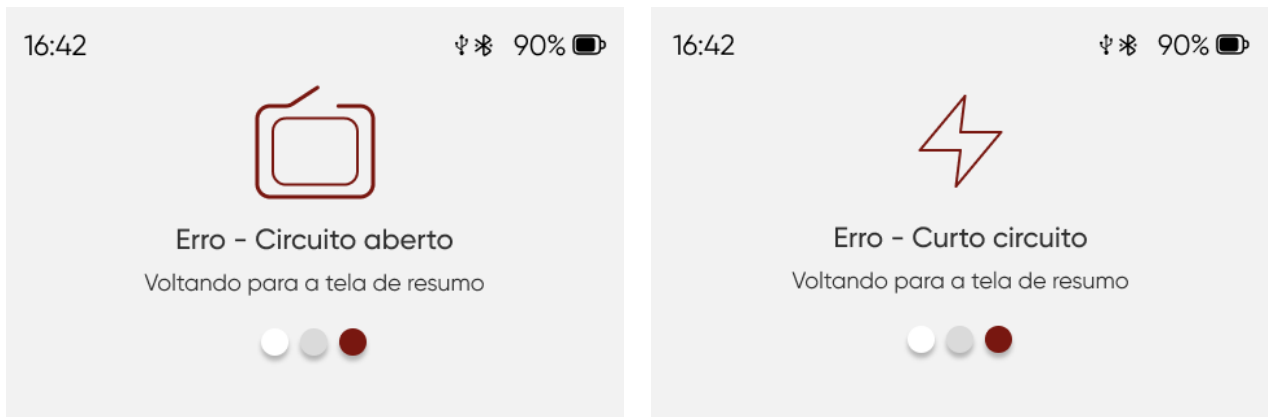 16:42
90%
Erro - Circuito aberto
Voltando para a tela de resumo
16:42
90%
Erro - Curto circuito
Voltando para a tela de resumo